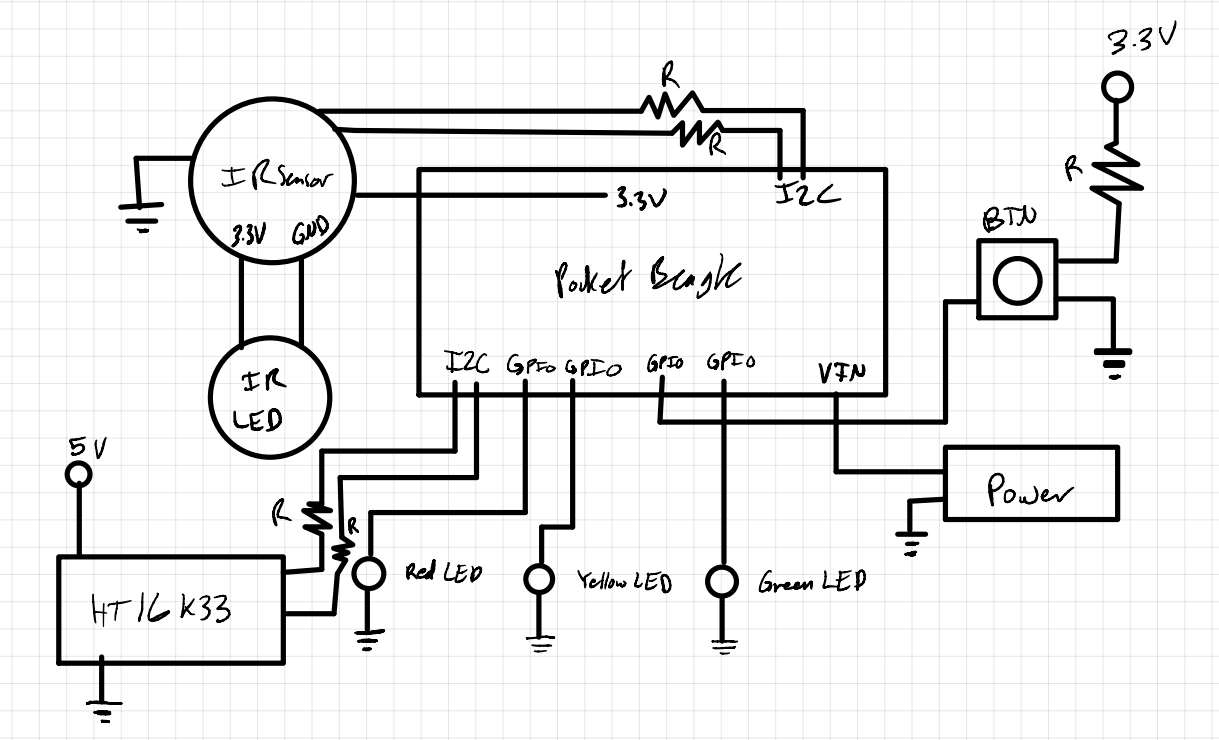 3.3V
R
R
R
IR Sensor
3.3V GND
3.3V
I2C
BTN
Pocket Beagle
I2C GPIO GPIO GPIO GPIO VIN
IR
LED
5V
Power
R
R
Red LED
Yellow LED
Green LED
HT16K33